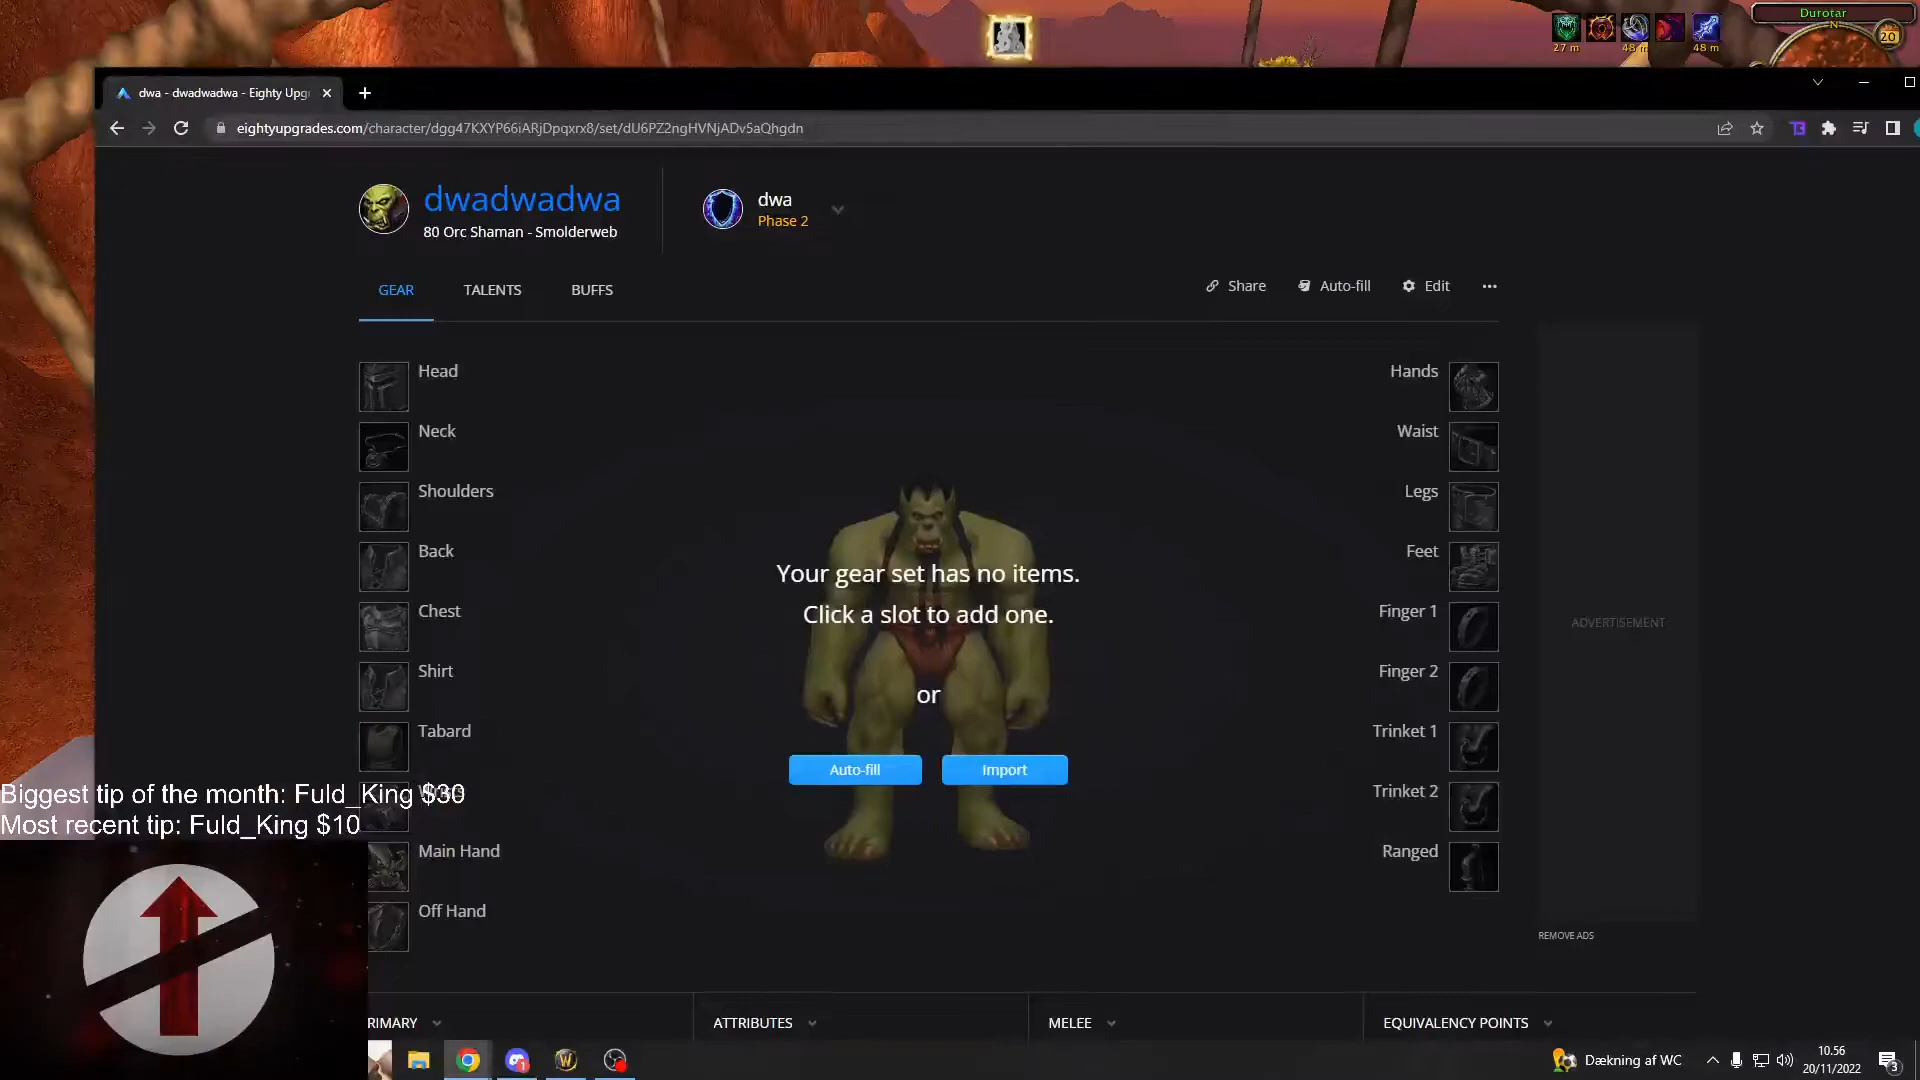 Durotar
N
20
27 m
48 m
48 m
dwa - dwadwadwa - Eighty Upg
eightyupgrades.com/character/dgg47KXYP66iARjDpqxrx8/set/dU6PZ2ngHVNjADv5aQhgdn
dwadwadwa
80 Orc Shaman - Smolderweb
dwa
Phase 2
GEAR
TALENTS
BUFFS
Share
Auto-fill
Edit
Head
Hands
Neck
Waist
Shoulders
Legs
Back
Feet
Chest
Finger 1
Shirt
Finger 2
Tabard
Trinket 1
Trinket 2
Main Hand
Ranged
Off Hand
Your gear set has no items.
Click a slot to add one.
or
Auto-fill
Import
ADVERTISEMENT
REMOVE ADS
Biggest tip of the month: Fuld_King $30
Most recent tip: Fuld_King $10
RIMARY
ATTRIBUTES
MELEE
EQUIVALENCY POINTS
Dækning af WC
10.56
20/11/2022
3